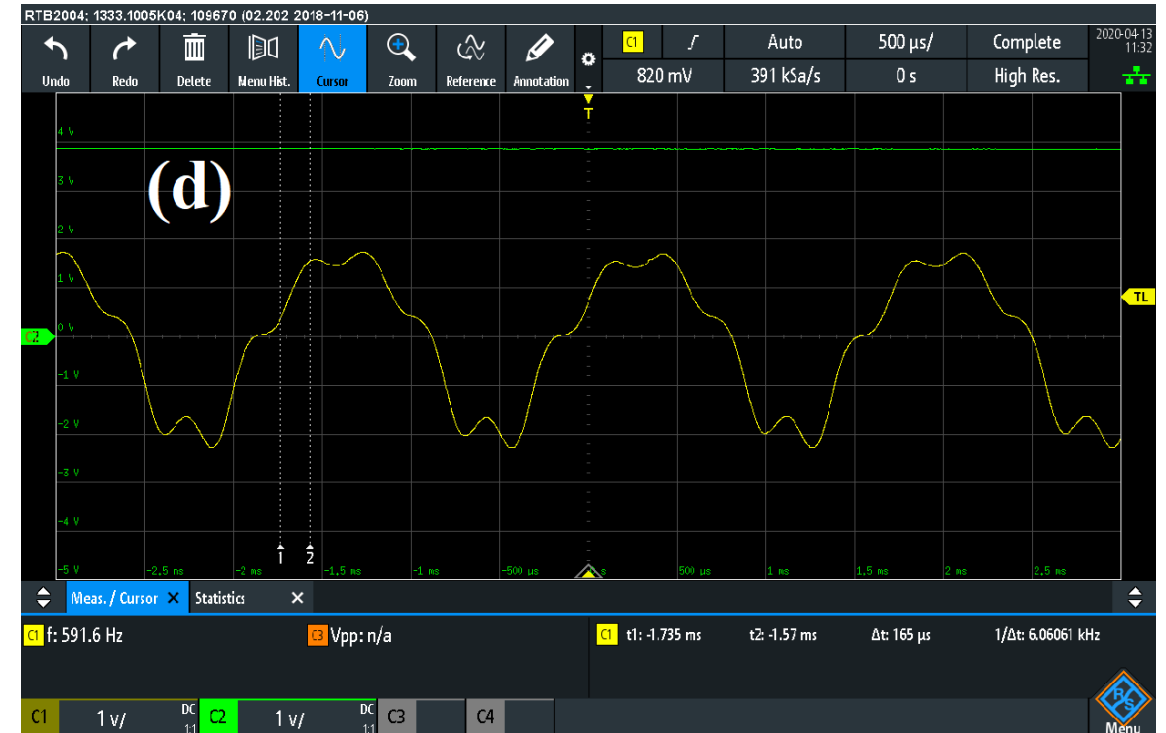 RTB2004; 1333.1005K04; 109670 (02.202 2018-11-06)
Undo Redo Delete Menu Hist. Cursor Zoom Reference Annotation
C1 Auto 500 µs/ Complete
820 mV 391 kSa/s 0 s High Res.
2020-04-13
11:32
T
4 V
3 V
(d)
2 V
1 V
TL
C2 0 V
-1 V
-2 V
-3 V
-4 V
1 2
-5 V -2.5 ms -2 ms -1.5 ms -1 ms -500 µs s 500 µs 1 ms 1.5 ms 2 ms 2.5 ms
Meas. / Cursor X Statistics X
C1 f: 591.6 Hz C3 Vpp: n/a C1 t1: -1.735 ms t2: -1.57 ms Δt: 165 µs 1/Δt: 6.06061 kHz
C1 1 V/ DC 1:1 C2 1 V/ DC 1:1 C3 C4
R S
Menu